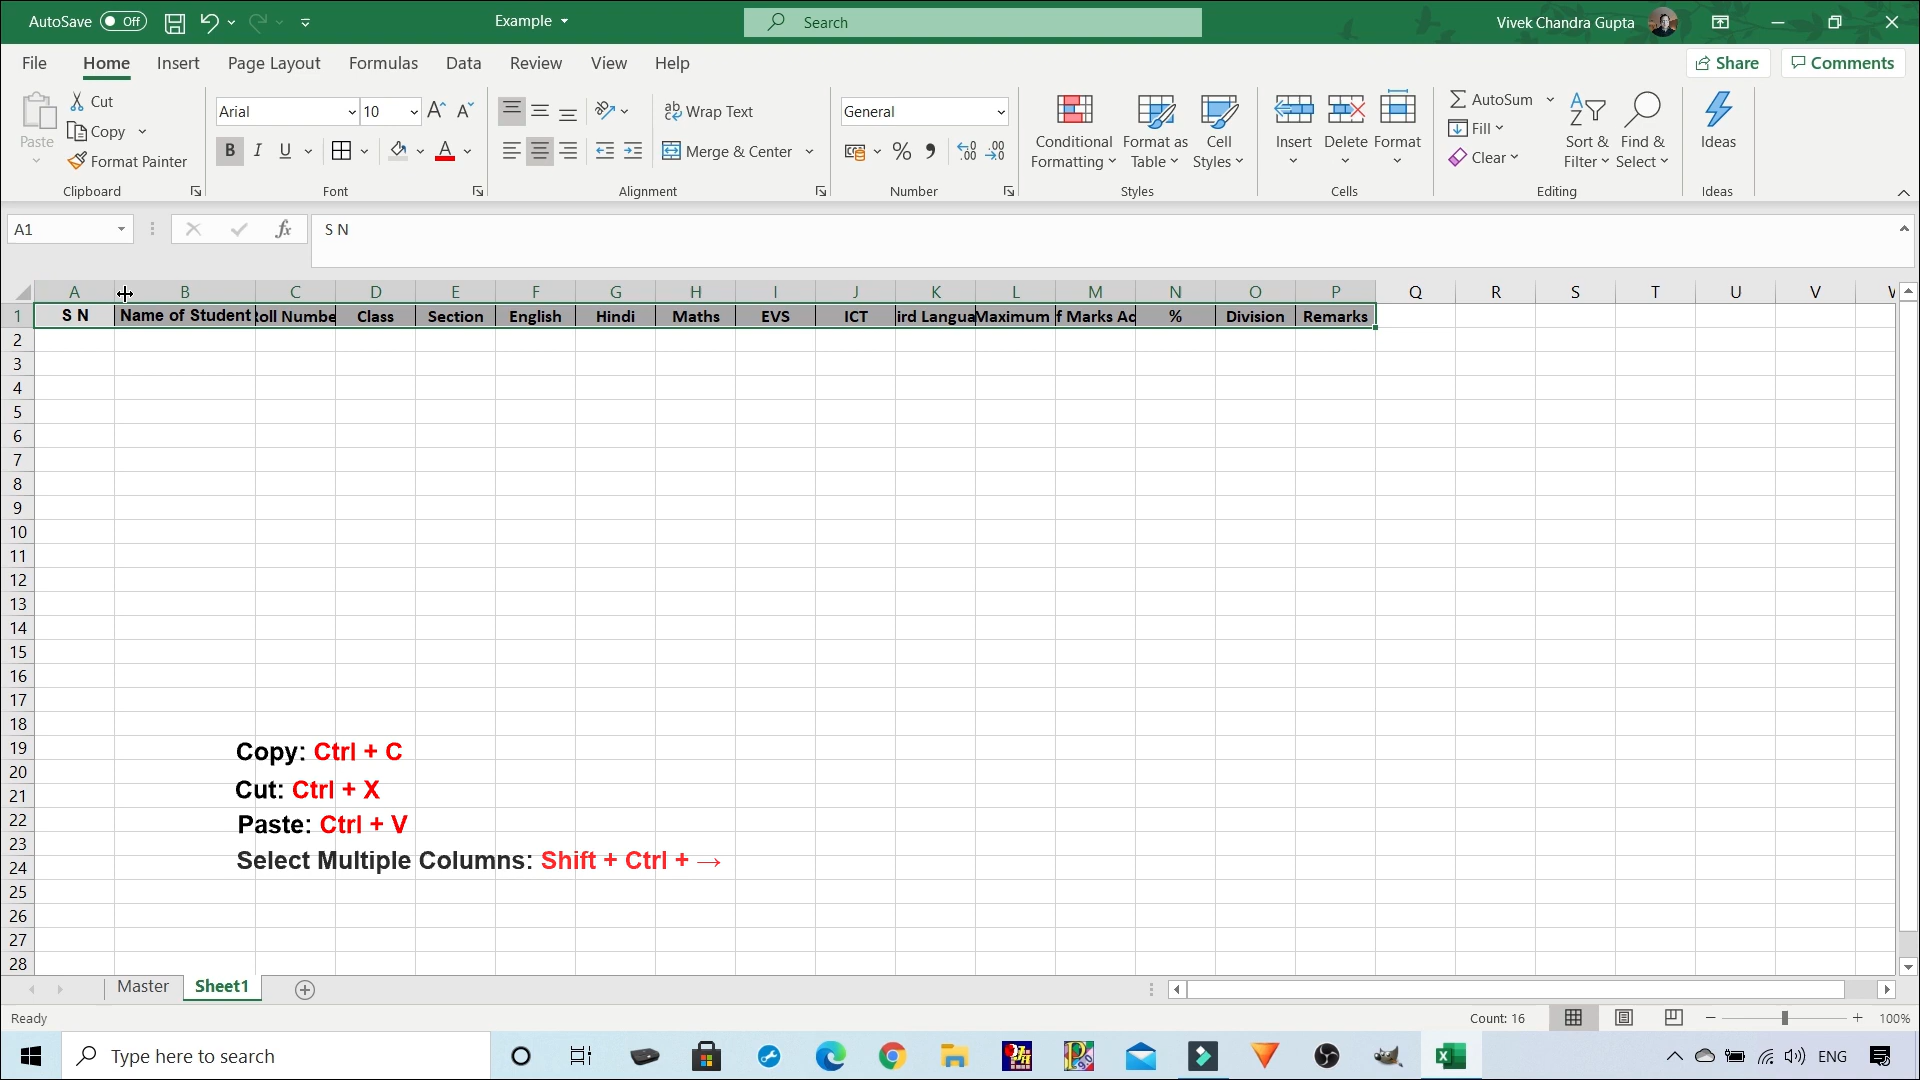 AutoSave Off Example Search Vivek Chandra Gupta
File Home Insert Page Layout Formulas Data Review View Help Share Comments
Paste Cut Copy Format Painter
Arial 10 Wrap Text General
B I U A Merge & Center %
Conditional Formatting Format as Table Cell Styles
Insert Delete Format
AutoSum Fill Clear Sort & Filter Find & Select Ideas
Clipboard Font Alignment Number Styles Cells Editing Ideas
A1 fx S N
A B C D E F G H I J K L M N O P Q R S T U V
1 S N Name of Student Roll Numbe Class Section English Hindi Maths EVS ICT ird Langua Maximum f Marks Ac % Division Remarks
2
3
4
5
6
7
8
9
10
11
12
13
14
15
16
17
18
19
20
21
22
23
24
25
26
27
28
Copy: Ctrl + C
Cut: Ctrl + X
Paste: Ctrl + V
Select Multiple Columns: Shift + Ctrl + →
Master Sheet1
Ready Count: 16 100%
Type here to search ENG